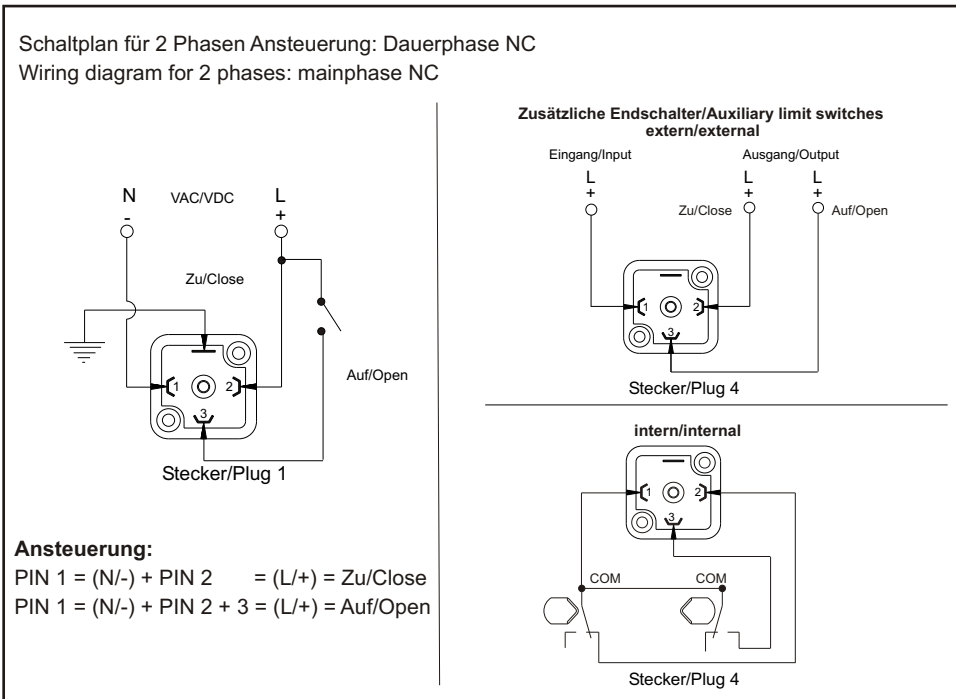 Schaltplan für 2 Phasen Ansteuerung: Dauerphase NC
Wiring diagram for 2 phases: mainphase NC
N
-
VAC/VDC
L
+
Zu/Close
Auf/Open
1
2
3
Stecker/Plug 1
Ansteuerung:
PIN 1 = (N/-) + PIN 2 = (L/+) = Zu/Close
PIN 1 = (N/-) + PIN 2 + 3 = (L/+) = Auf/Open
Zusätzliche Endschalter/Auxiliary limit switches
extern/external
Eingang/Input
Ausgang/Output
L
+
L
+
L
+
Zu/Close
Auf/Open
1
2
3
Stecker/Plug 4
intern/internal
1
2
3
COM
COM
Stecker/Plug 4